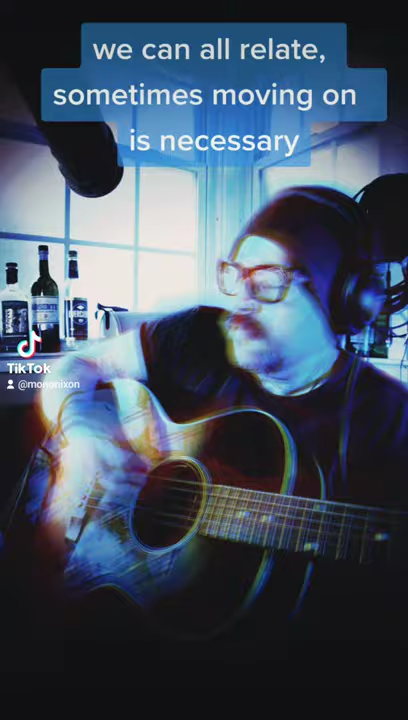 we can all relate,
sometimes moving on
is necessary
TikTok
@mononixon